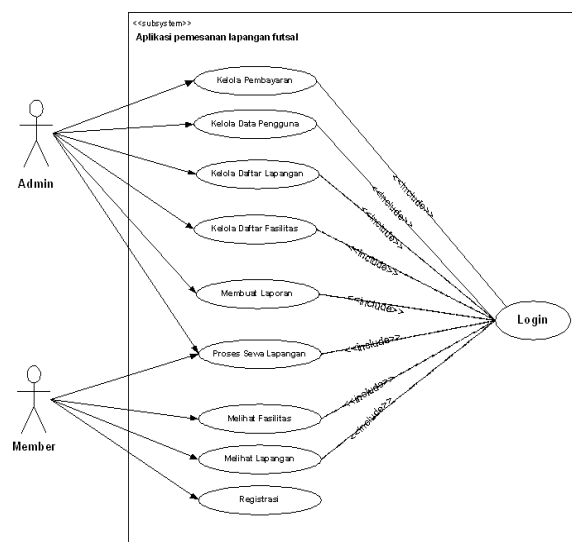 <<subsystem>>
Aplikasi pemesanan lapangan futsal
Kelola Pembayaran
Kelola Data Pengguna
Kelola Daftar Lapangan
Kelola Daftar Fasilitas
Membuat Laporan
Proses Sewa Lapangan
Melihat Fasilitas
Melihat Lapangan
Registrasi
Admin
Member
<<include>>
<<include>>
<<include>>
<<include>>
<<include>>
<<include>>
<<include>>
<<include>>
Login